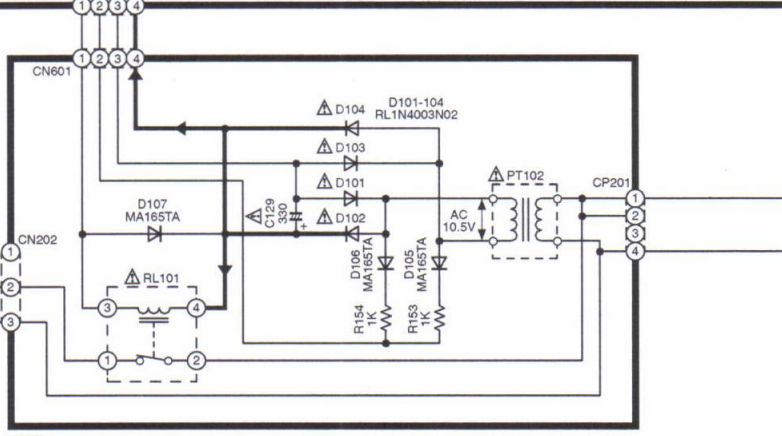 1 2 3 4
1 2 3 4
CN601
D101-104
RL1N4003N02
D104
D103
PT102
D101
CP201
1
D107
MA165TA
C129
330
+
D102
AC
10.5V
2
3
4
CN202
1
2
3
D106
MA165TA
D105
MA165TA
RL101
3
4
R154
1K
R153
1K
1
2